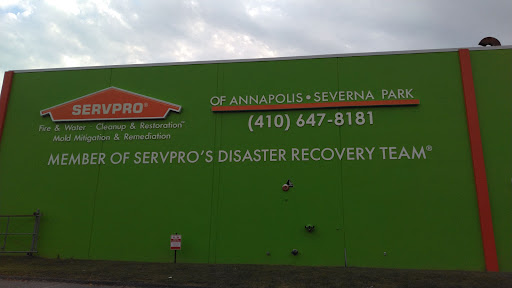 SERVPRO®
Fire & Water Cleanup & Restoration™
Mold Mitigation & Remediation
OF ANNAPOLIS • SEVERNA PARK
(410) 647-8181
MEMBER OF SERVPRO'S DISASTER RECOVERY TEAM®